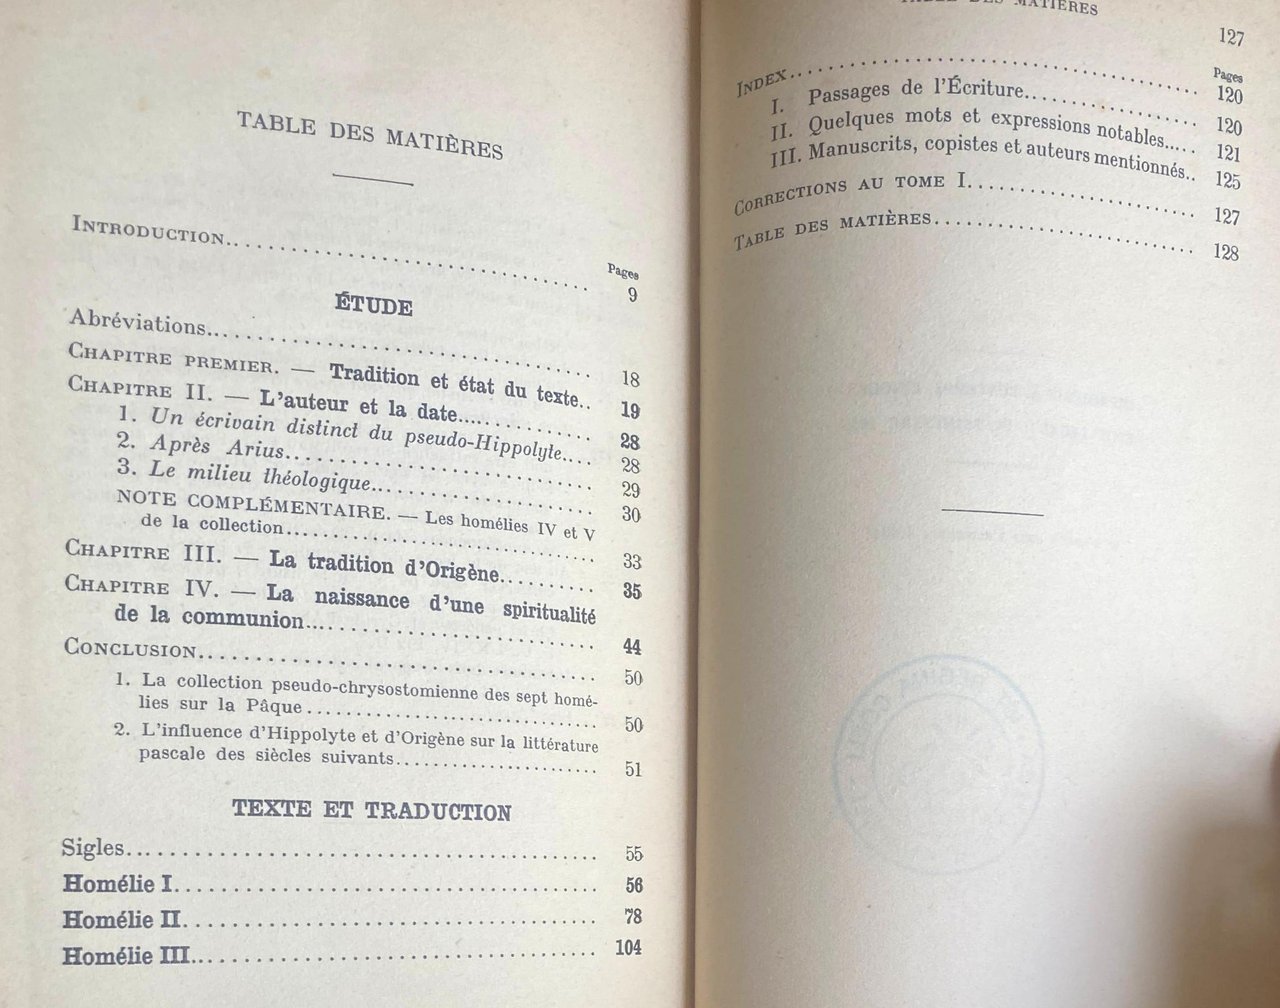 TABLE DES MATIÈRES
Pages
INTRODUCTION.. 9
ÉTUDE
Abréviations.. 18
CHAPITRE PREMIER. — Tradition et état du texte.. 19
CHAPITRE II. — L'auteur et la date.... 28
1. Un écrivain distinct du pseudo-Hippolyte.... 28
2. Après Arius.. 29
3. Le milieu théologique.. 30
NOTE COMPLÉMENTAIRE. — Les homélies IV et V
de la collection.. 33
CHAPITRE III. — La tradition d'Origène.. 35
CHAPITRE IV. — La naissance d'une spiritualité
de la communion... 44
CONCLUSION.. 50
1. La collection pseudo-chrysostomienne des sept homé-
lies sur la Pâque.. 50
2. L'influence d'Hippolyte et d'Origène sur la littérature
pascale des siècles suivants.. 51
TEXTE ET TRADUCTION
Sigles.. 55
Homélie I.. 56
Homélie II.. 78
Homélie III.. 104
TABLE DES MATIÈRES
127
Pages
INDEX.. 120
I. Passages de l'Écriture.. 120
II. Quelques mots et expressions notables..... 121
III. Manuscrits, copistes et auteurs mentionnés.. 125
CORRECTIONS AU TOME I.. 127
TABLE DES MATIÈRES.. 128